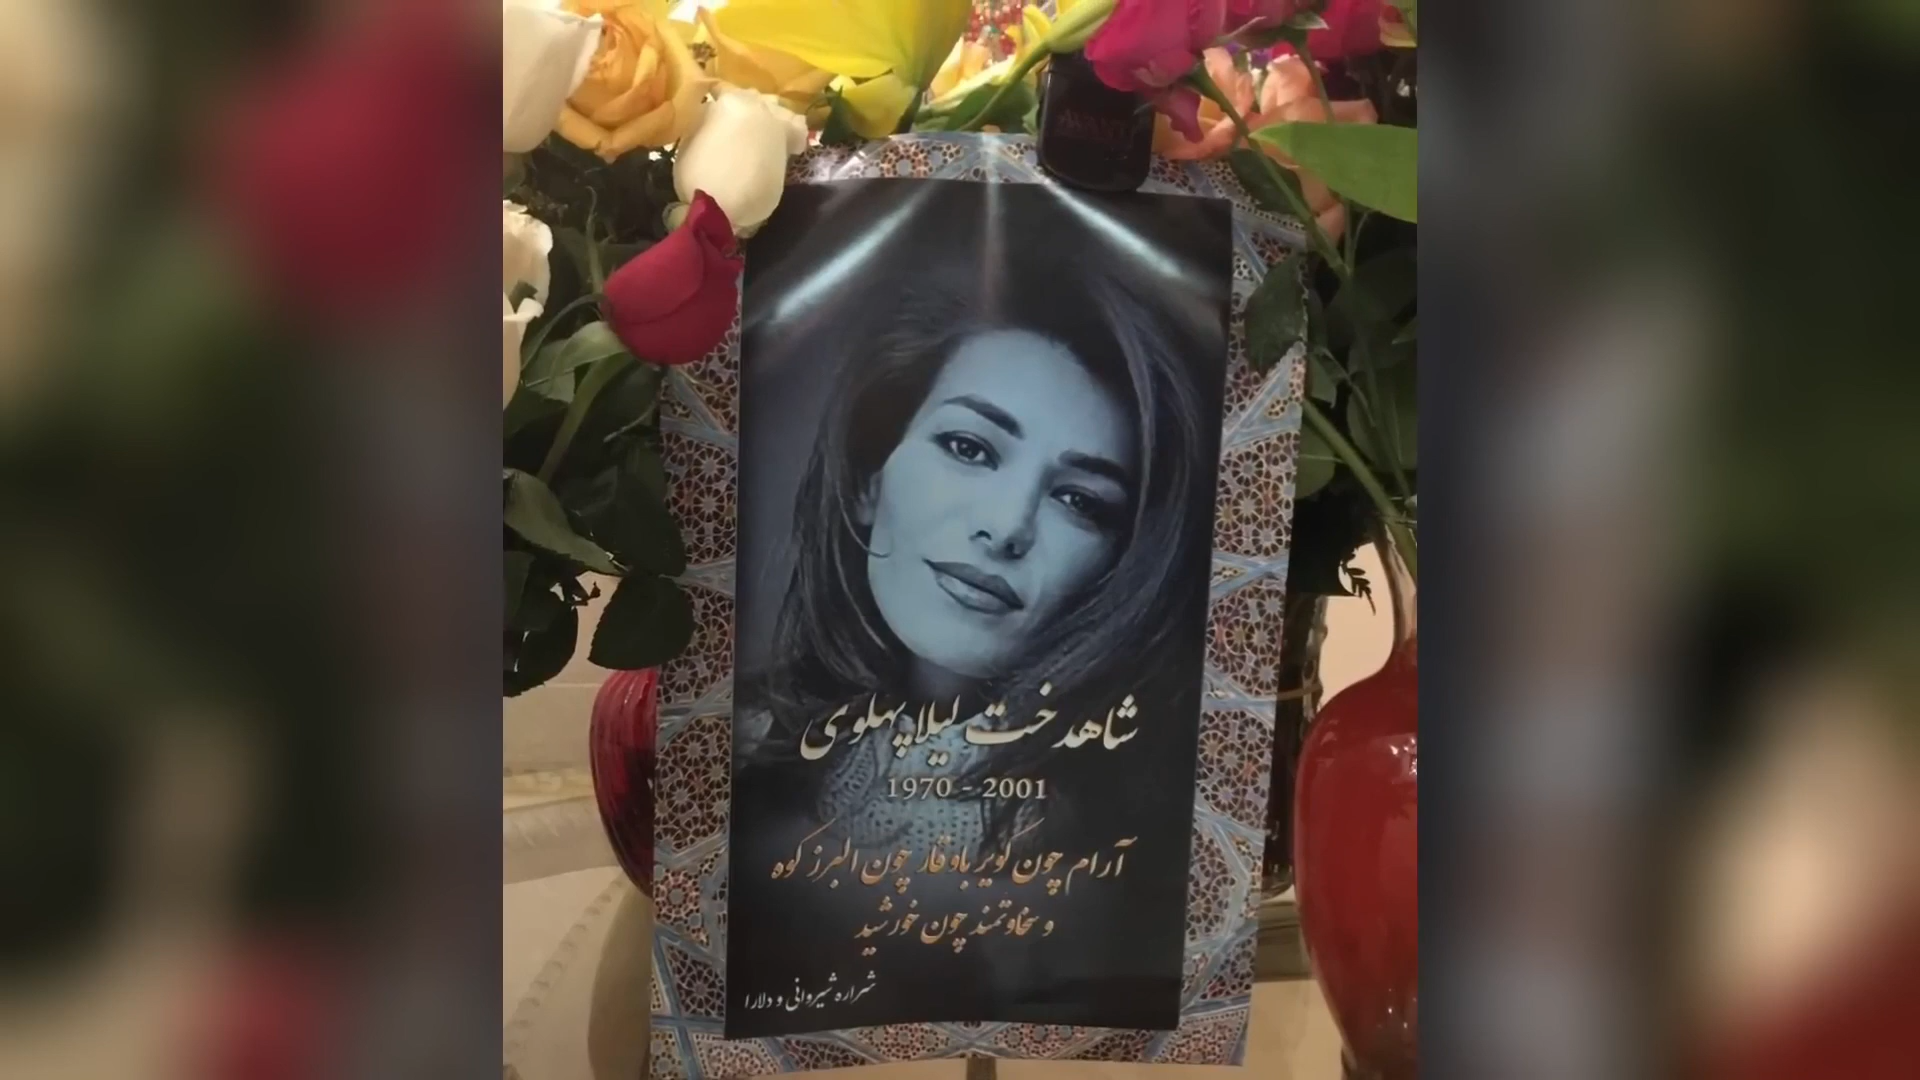 شاهدخت لیلا پهلوی
1970 - 2001
آرام چون کویر باوقار چون البرز کوه
و سخاوتمند چون خورشید
شراره شیروانی و دلارا